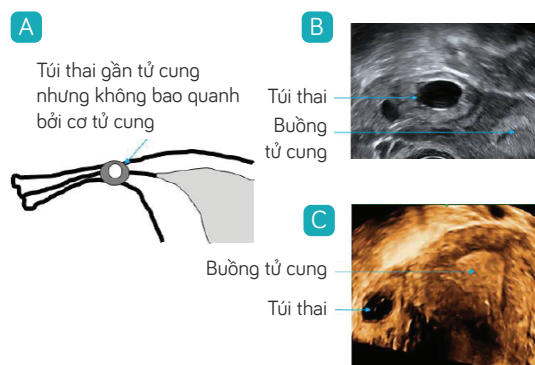 A
Túi thai gần tử cung
nhưng không bao quanh
bởi cơ tử cung
B
Túi thai
Buồng
tử cung
C
Buồng tử cung
Túi thai